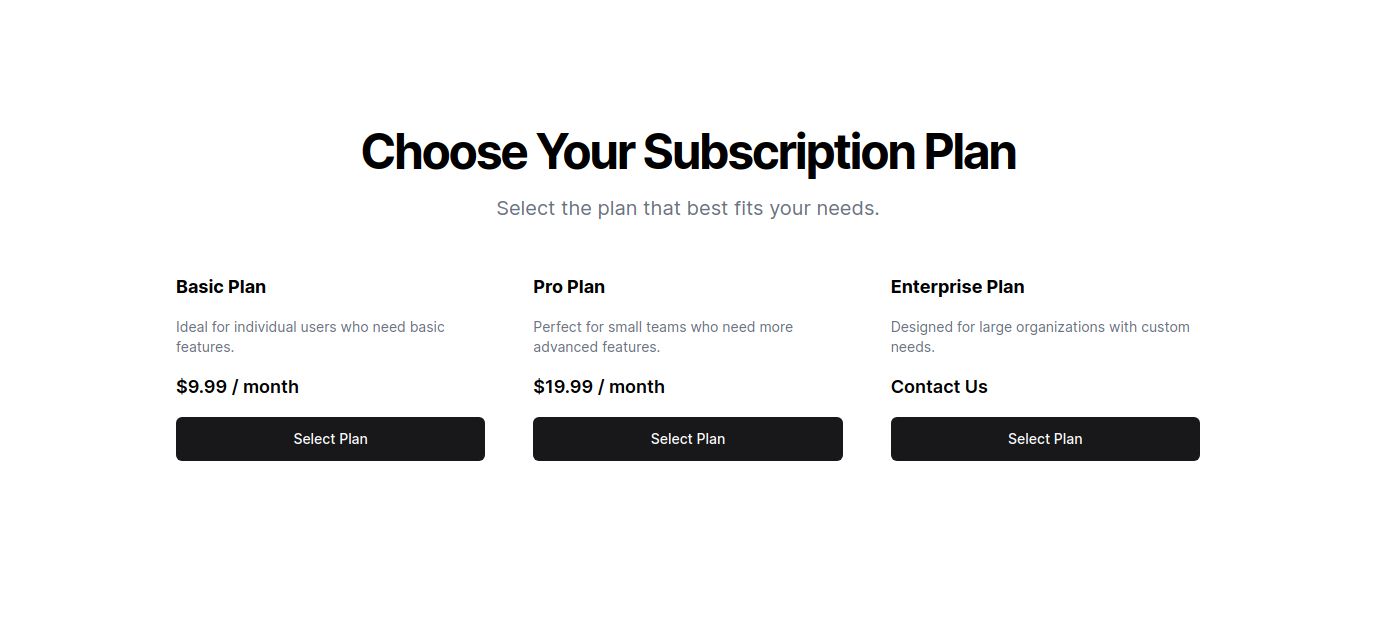 Choose Your Subscription Plan
Select the plan that best fits your needs.
Basic Plan
Ideal for individual users who need basic
features.
$9.99 / month
Select Plan
Pro Plan
Perfect for small teams who need more
advanced features.
$19.99 / month
Select Plan
Enterprise Plan
Designed for large organizations with custom
needs.
Contact Us
Select Plan